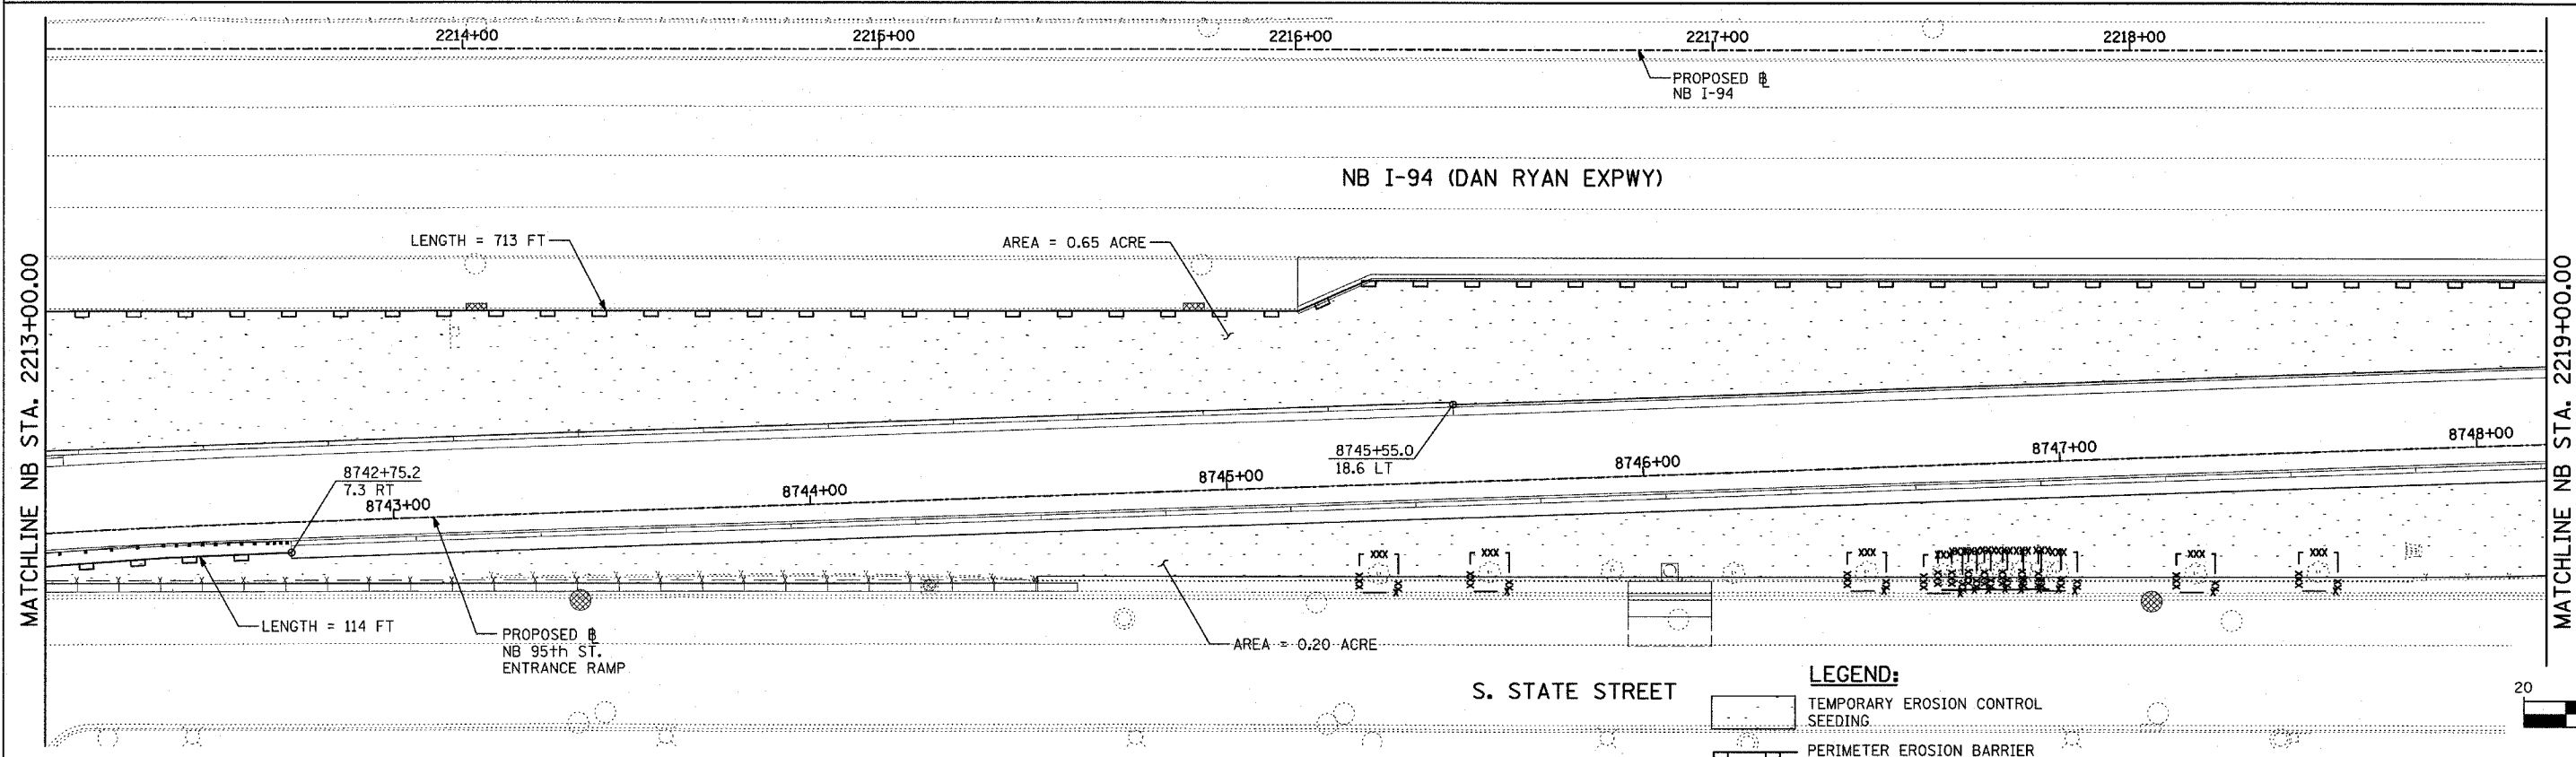 2214+00
2215+00
2216+00
2217+00
2218+00
PROPOSED ⅊
NB I-94
NB I-94 (DAN RYAN EXPWY)
LENGTH = 713 FT
AREA = 0.65 ACRE
MATCHLINE NB STA. 2213+00.00
MATCHLINE NB STA. 2219+00.00
8745+55.0
18.6 LT
8742+75.2
7.3 RT
8743+00
8744+00
8745+00
8746+00
8747+00
8748+00
LENGTH = 114 FT
PROPOSED ⅊
NB 95th ST.
ENTRANCE RAMP
AREA = 0.20 ACRE
S. STATE STREET
LEGEND:
TEMPORARY EROSION CONTROL
SEEDING
PERIMETER EROSION BARRIER
20